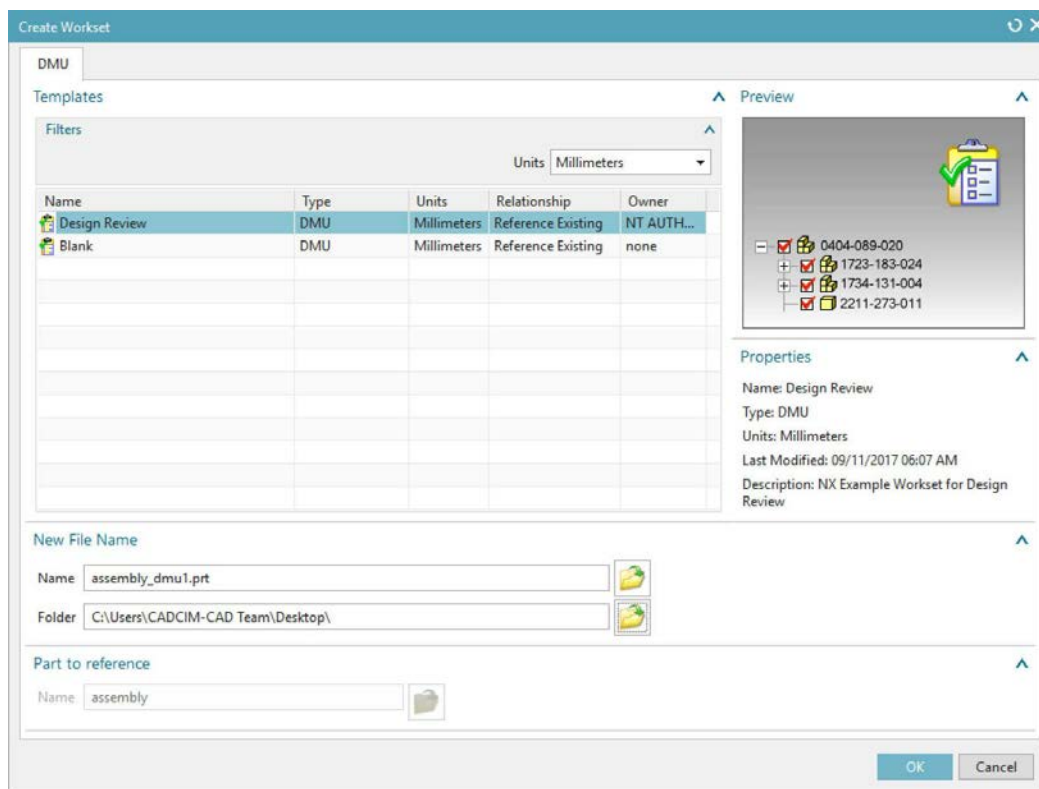 Create Workset
DMU
Templates
Filters
Units Millimeters
Name Type Units Relationship Owner
Design Review DMU Millimeters Reference Existing NT AUTH...
Blank DMU Millimeters Reference Existing none
Preview
0404-089-020
1723-183-024
1734-131-004
2211-273-011
Properties
Name: Design Review
Type: DMU
Units: Millimeters
Last Modified: 09/11/2017 06:07 AM
Description: NX Example Workset for Design
Review
New File Name
Name assembly_dmu1.prt
Folder C:\Users\CADCIM-CAD Team\Desktop\
Part to reference
Name assembly
OK Cancel